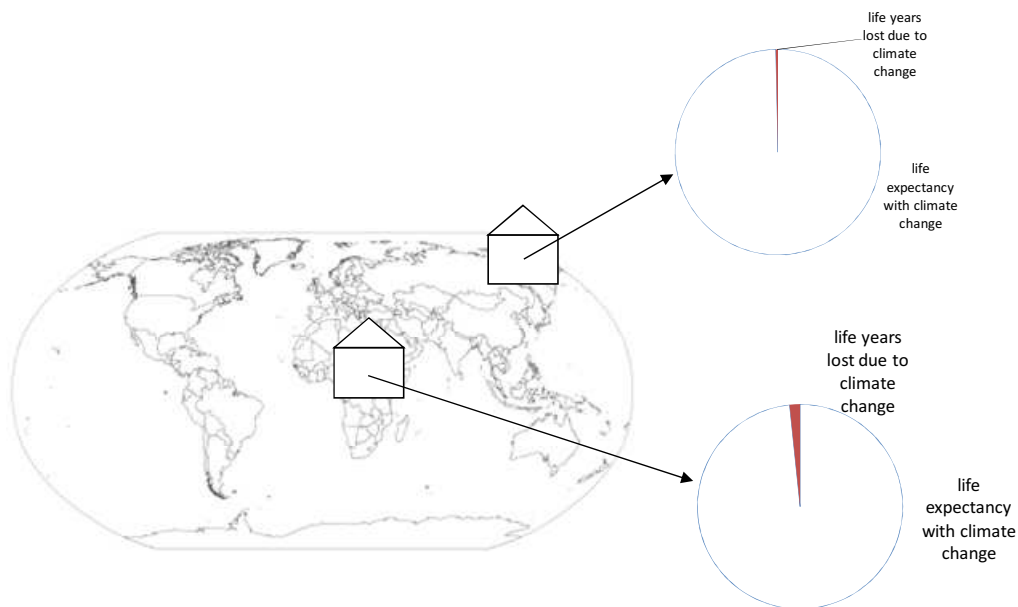 life years
lost due to
climate
change
life
expectancy
with climate
change
life years
lost due to
climate
change
life
expectancy
with climate
change